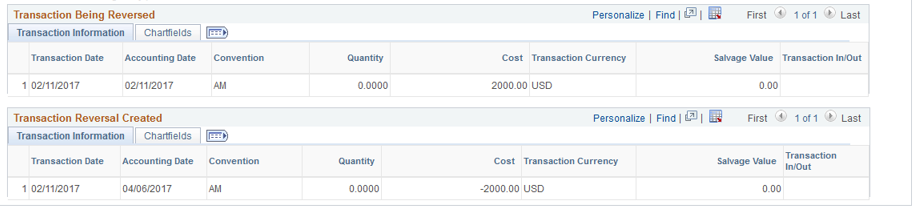 Transaction Being Reversed Personalize | Find | First 1 of 1 Last
Transaction Information Chartfields
Transaction Date Accounting Date Convention Quantity Cost Transaction Currency Salvage Value Transaction In/Out
1 02/11/2017 02/11/2017 AM 0.0000 2000.00 USD 0.00
Transaction Reversal Created Personalize | Find | First 1 of 1 Last
Transaction Information Chartfields
Transaction Date Accounting Date Convention Quantity Cost Transaction Currency Salvage Value Transaction In/Out
1 02/11/2017 04/06/2017 AM 0.0000 -2000.00 USD 0.00